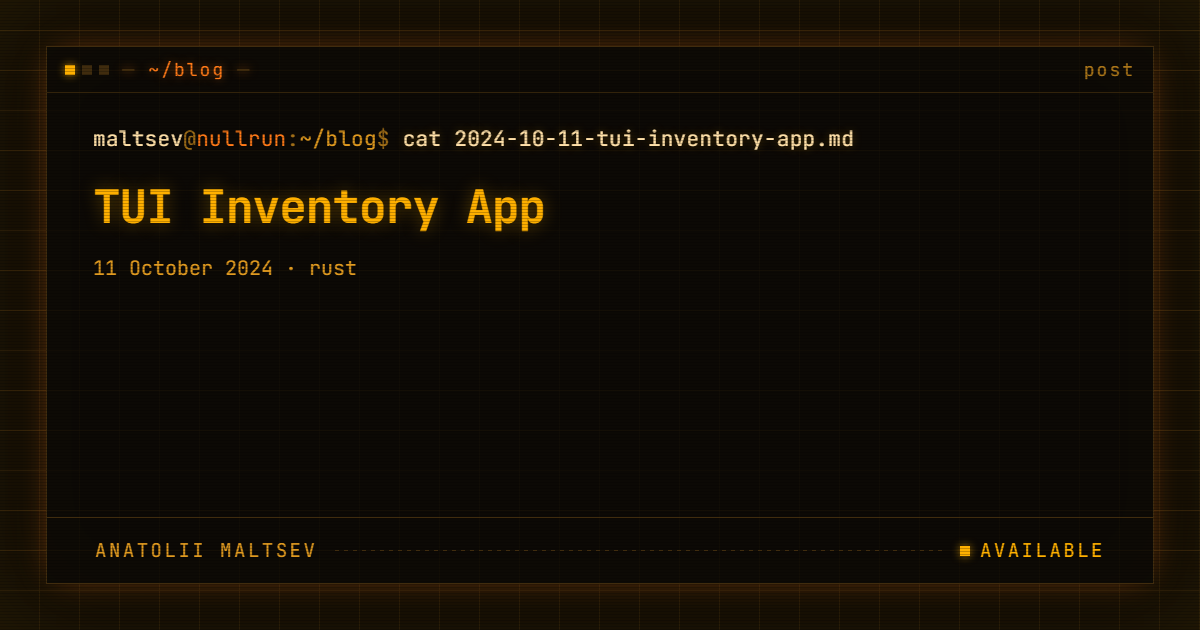 — ~/blog —
post
maltsev@nullrun:~/blog$ cat 2024-10-11-tui-inventory-app.md
TUI Inventory App
11 October 2024 · rust
ANATOLII MALTSEV
AVAILABLE